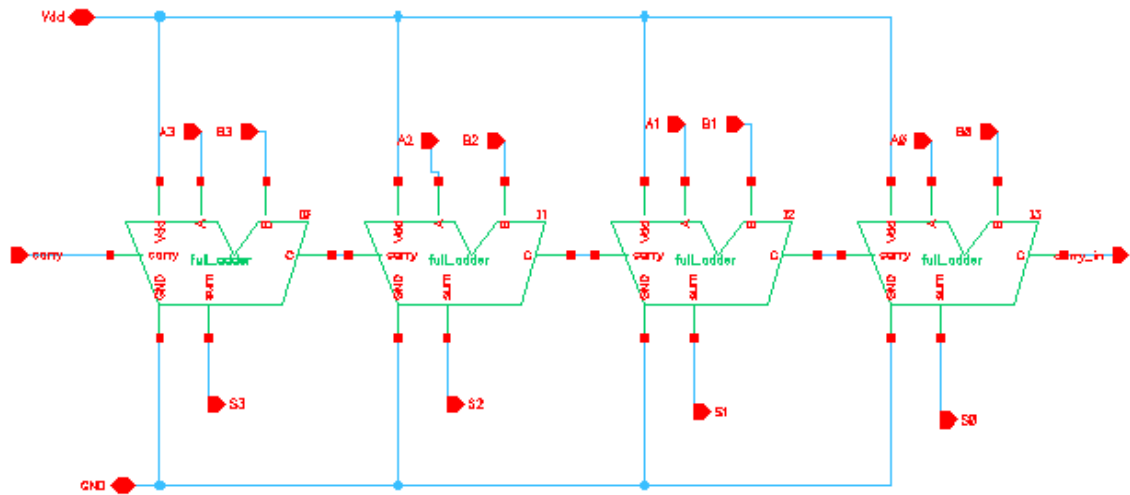 Vdd
A3 B3 A2 B2 A1 B1 A0 B0
I1 I2 I3
Vdd A B Vdd A B Vdd A B Vdd A B
carry carry full_adder C carry full_adder C carry full_adder C carry full_adder C carry_in
GND sum GND sum GND sum GND sum
S3 S2 S1 S0
GND